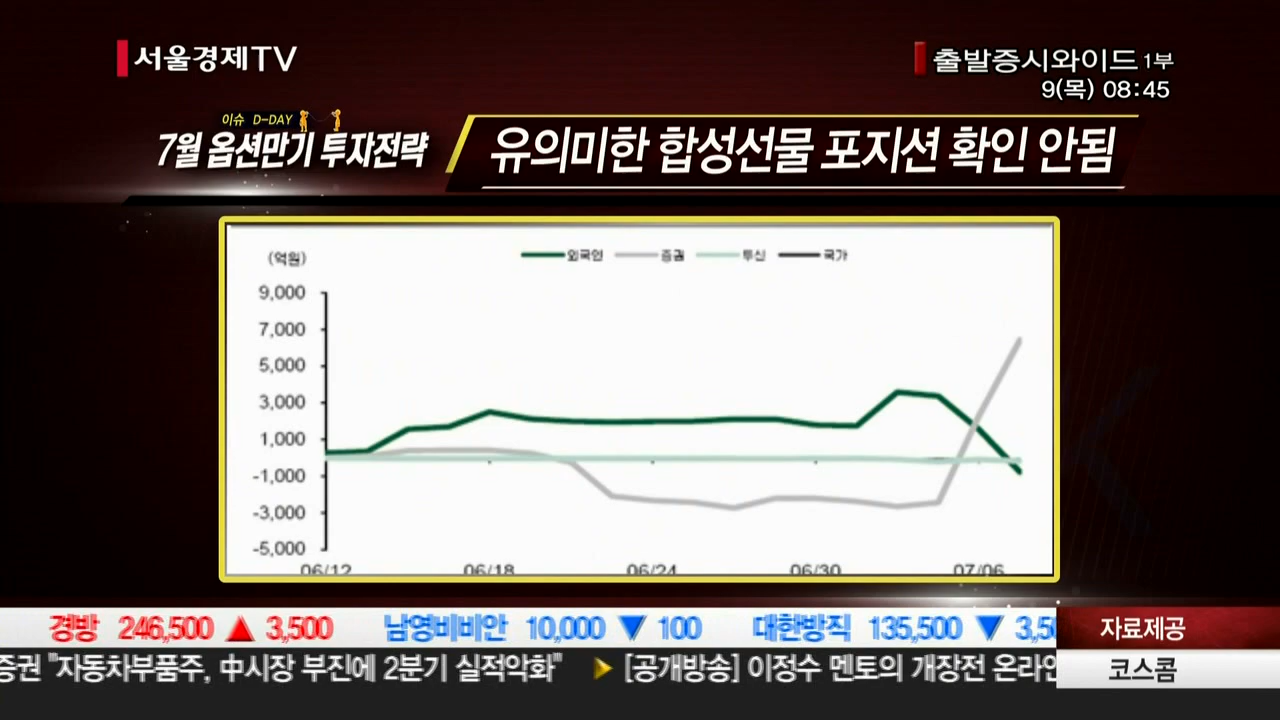 서울경제TV
출발증시와이드 1부
9(목) 08:45
이슈 D-DAY
7월 옵션만기 투자전략
유의미한 합성선물 포지션 확인 안됨
(억원)
외국인 증권 투신 국가
9,000
7,000
5,000
3,000
1,000
-1,000
-3,000
-5,000
06/12 06/18 06/24 06/30 07/06
경방 246,500 ▲ 3,500 남영비비안 10,000 ▼ 100 대한방직 135,500 ▼ 3,50
자료제공
증권 "자동차부품주, 中시장 부진에 2분기 실적악화" ▶ [공개방송] 이정수 멘토의 개장전 온라인
코스콤